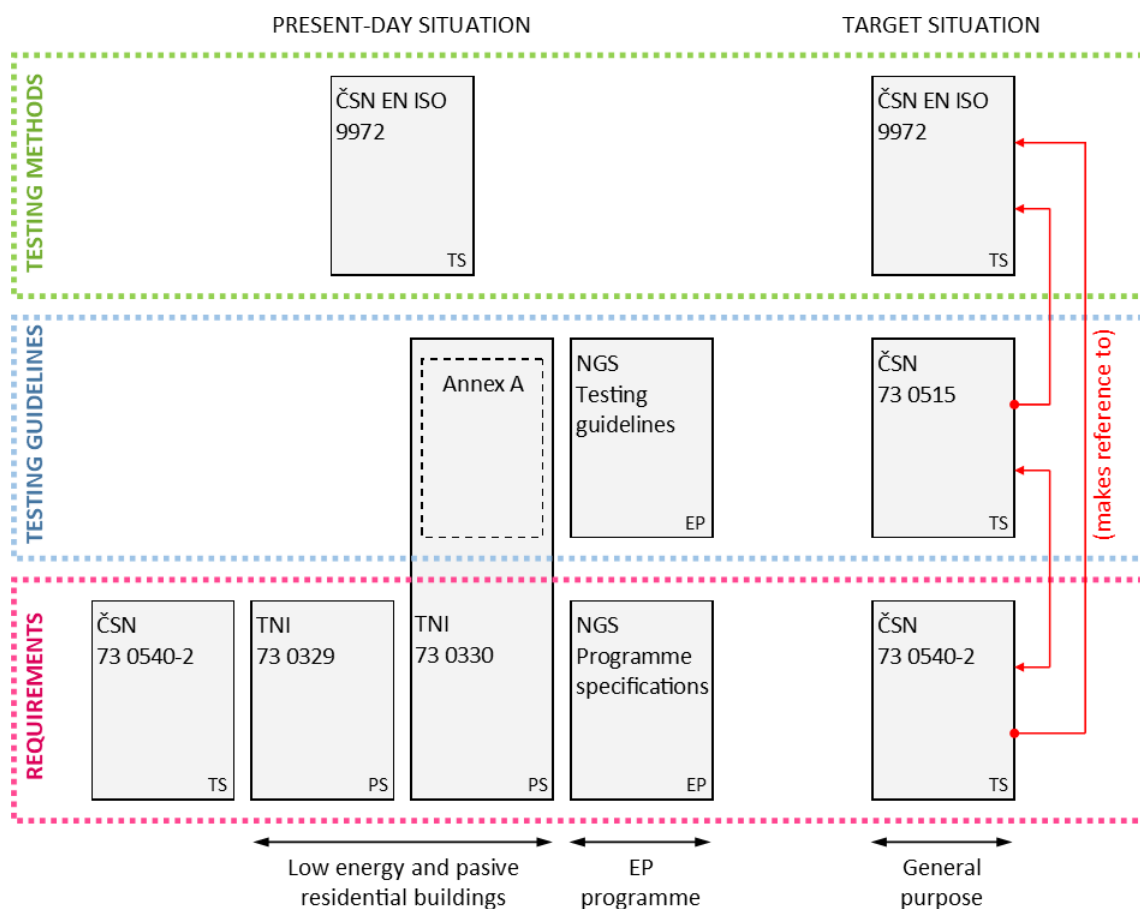 PRESENT-DAY SITUATION
TARGET SITUATION
TESTING METHODS
ČSN EN ISO
9972
TS
ČSN EN ISO
9972
TS
TESTING GUIDELINES
Annex A
NGS
Testing
guidelines
EP
ČSN
73 0515
TS
(makes reference to)
REQUIREMENTS
ČSN
73 0540-2
TS
TNI
73 0329
PS
TNI
73 0330
PS
NGS
Programme
specifications
EP
ČSN
73 0540-2
TS
Low energy and pasive
residential buildings
EP
programme
General
purpose